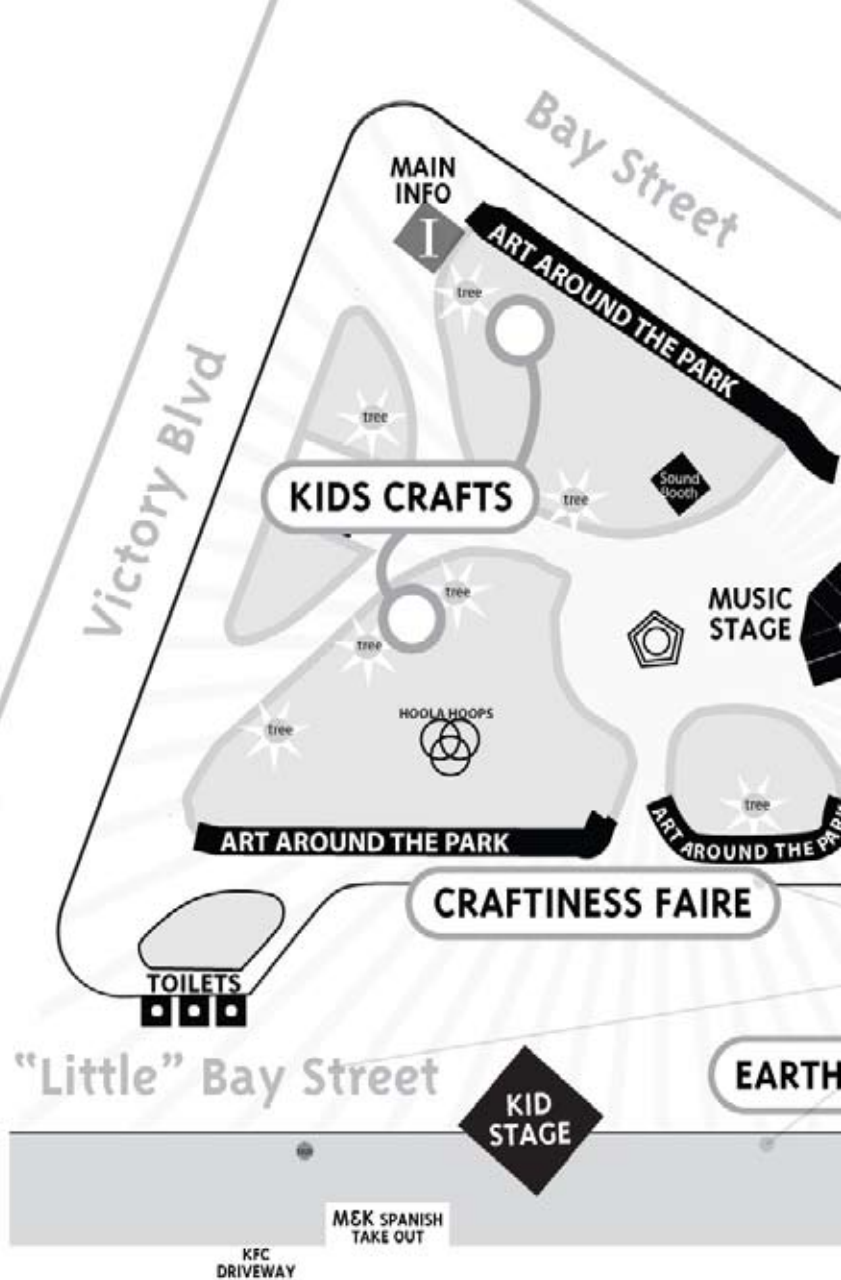 Bay Street
MAIN
INFO
I
ART AROUND THE PARK
tree
Victory Blvd
tree
KIDS CRAFTS
tree
Sound
Booth
tree
MUSIC
STAGE
tree
HOOLA HOOPS
tree
tree
ART AROUND THE PARK
ART AROUND THE PAR
CRAFTINESS FAIRE
TOILETS
"Little" Bay Street
EARTH
KID
STAGE
M&K SPANISH
TAKE OUT
KFC
DRIVEWAY